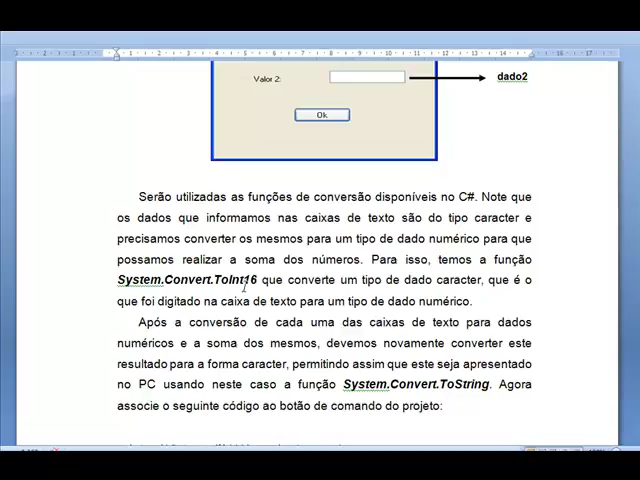 Valor 2:
dado2
Ok
Serão utilizadas as funções de conversão disponíveis no C#. Note que
os dados que informamos nas caixas de texto são do tipo caracter e
precisamos converter os mesmos para um tipo de dado numérico para que
possamos realizar a soma dos números. Para isso, temos a função
System.Convert.ToInt16 que converte um tipo de dado caracter, que é o
que foi digitado na caixa de texto para um tipo de dado numérico.
Após a conversão de cada uma das caixas de texto para dados
numéricos e a soma dos mesmos, devemos novamente converter este
resultado para a forma caracter, permitindo assim que este seja apresentado
no PC usando neste caso a função System.Convert.ToString. Agora
associe o seguinte código ao botão de comando do projeto: